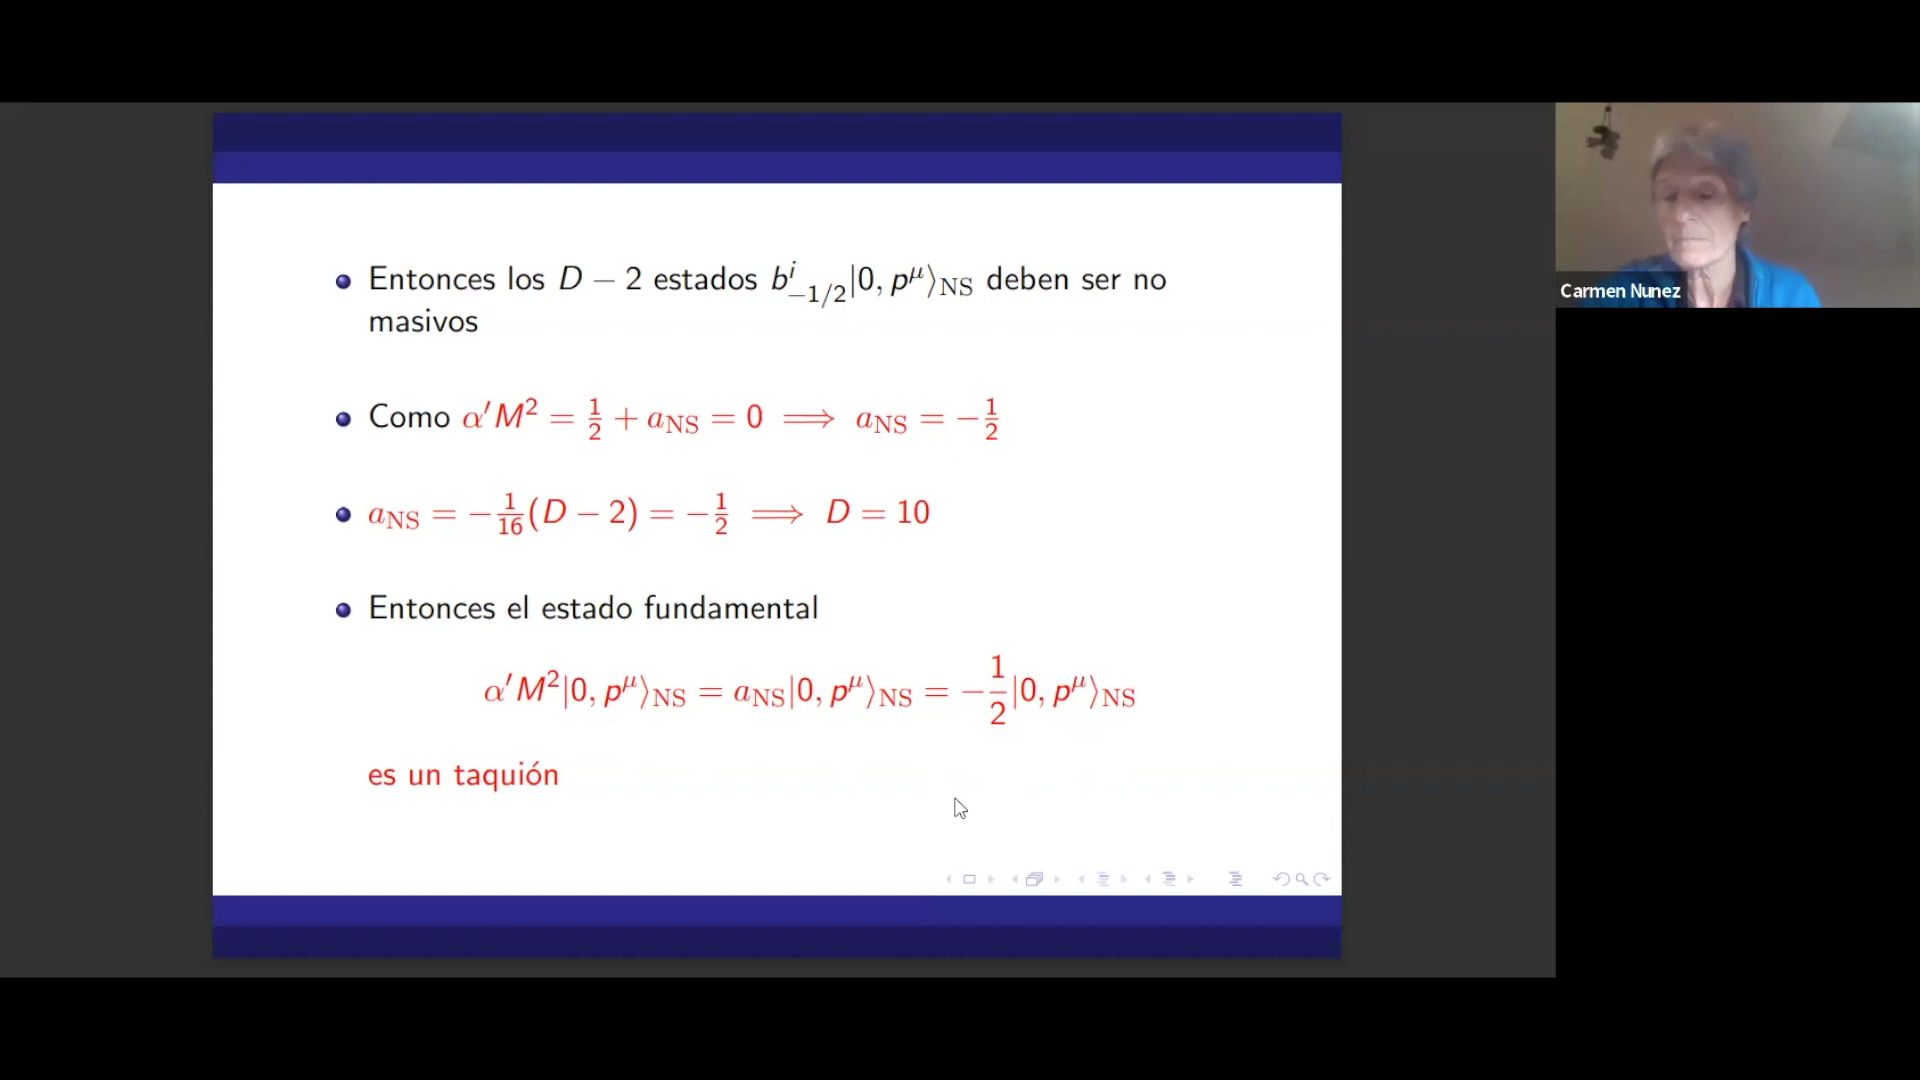 Entonces los D − 2 estados b^i_{−1/2}|0, p^μ⟩_NS deben ser no
masivos
Como α′M² = 1/2 + a_NS = 0 ⟹ a_NS = −1/2
a_NS = −1/16(D − 2) = −1/2 ⟹ D = 10
Entonces el estado fundamental
α′M²|0, p^μ⟩_NS = a_NS|0, p^μ⟩_NS = −1/2|0, p^μ⟩_NS
es un taquión
Carmen Nunez